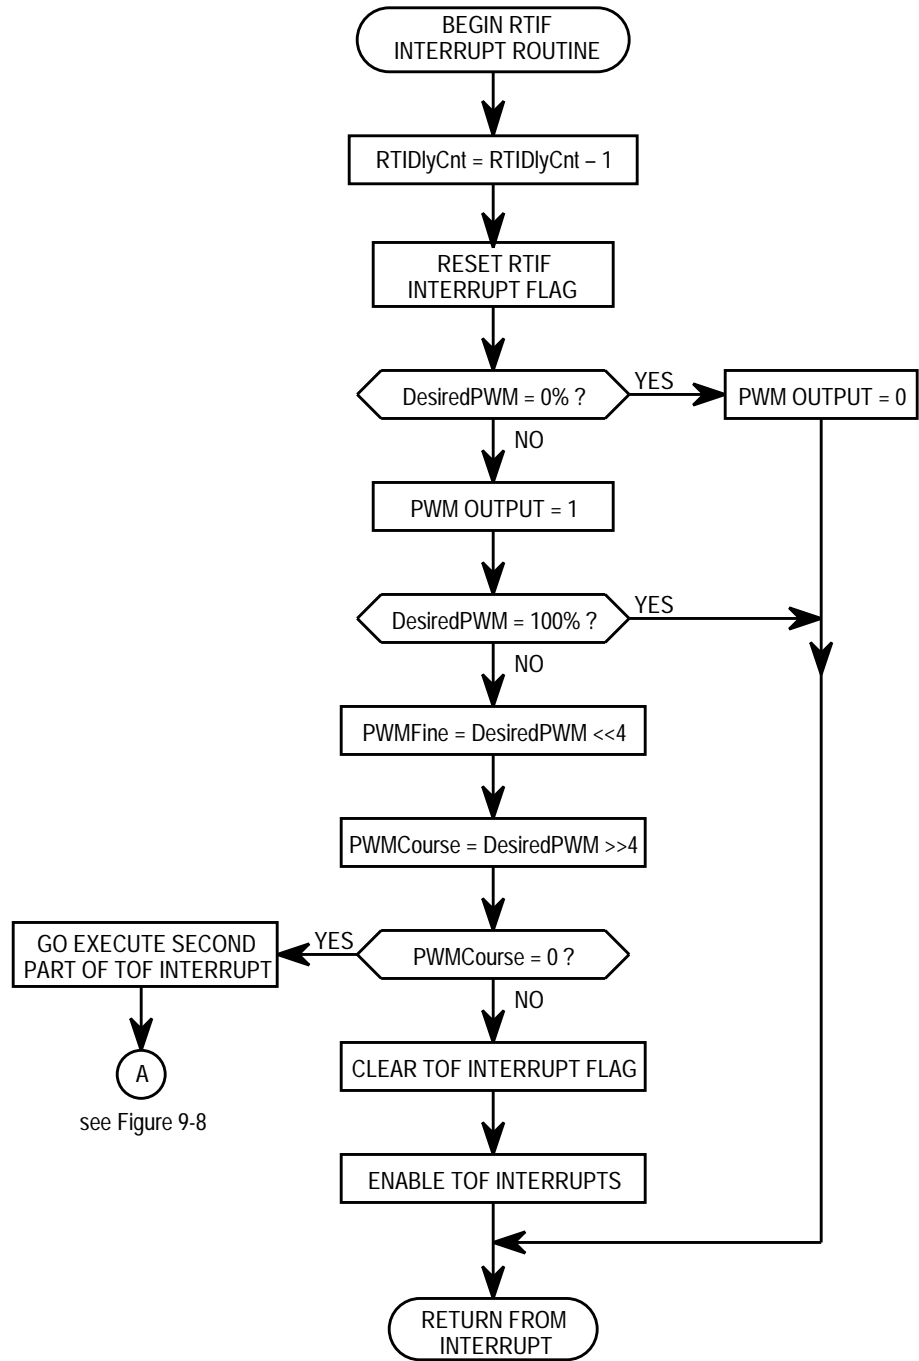 BEGIN RTIF
INTERRUPT ROUTINE
RTIDlyCnt = RTIDlyCnt – 1
RESET RTIF
INTERRUPT FLAG
DesiredPWM = 0% ?
YES
PWM OUTPUT = 0
NO
PWM OUTPUT = 1
DesiredPWM = 100% ?
YES
NO
PWMFine = DesiredPWM <<4
PWMCourse = DesiredPWM >>4
PWMCourse = 0 ?
YES
GO EXECUTE SECOND
PART OF TOF INTERRUPT
A
see Figure 9-8
NO
CLEAR TOF INTERRUPT FLAG
ENABLE TOF INTERRUPTS
RETURN FROM
INTERRUPT